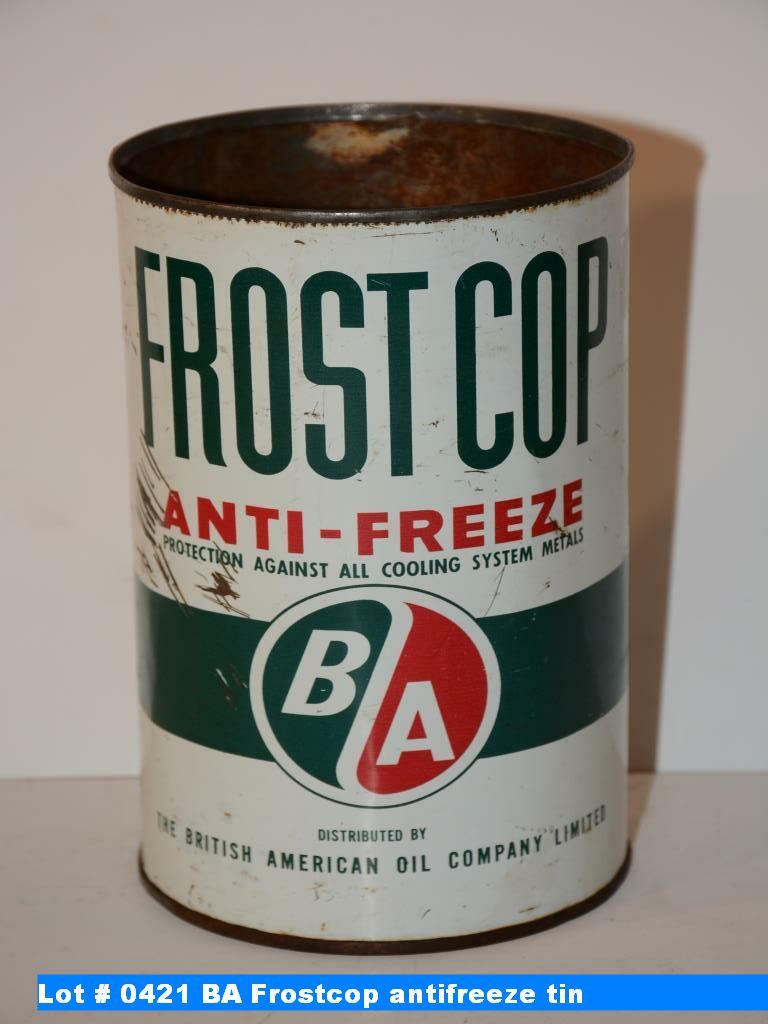 FROST COP
ANTI-FREEZE
PROTECTION AGAINST ALL COOLING SYSTEM METALS
B/A
DISTRIBUTED BY
THE BRITISH AMERICAN OIL COMPANY LIMITED
Lot # 0421 BA Frostcop antifreeze tin